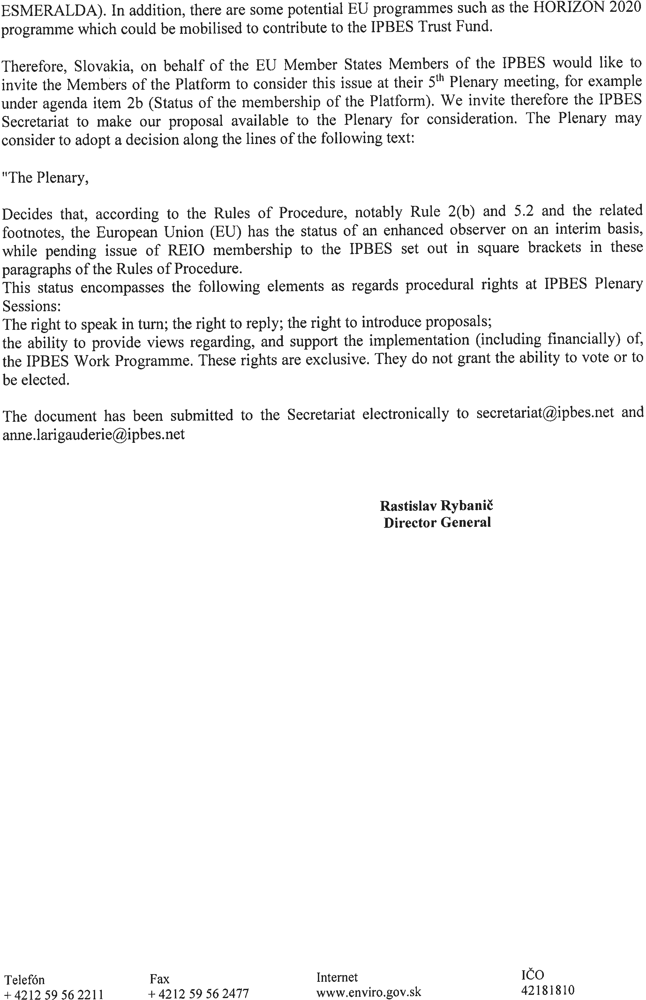 ESMERALDA). In addition, there are some potential EU programmes such as the HORIZON 2020
programme which could be mobilised to contribute to the IPBES Trust Fund.
Therefore, Slovakia, on behalf of the EU Member States Members of the IPBES would like to
invite the Members of the Platform to consider this issue at their 5th Plenary meeting, for example
under agenda item 2b (Status of the membership of the Platform). We invite therefore the IPBES
Secretariat to make our proposal available to the Plenary for consideration. The Plenary may
consider to adopt a decision along the lines of the following text:
"The Plenary,
Decides that, according to the Rules of Procedure, notably Rule 2(b) and 5.2 and the related
footnotes, the European Union (EU) has the status of an enhanced observer on an interim basis,
while pending issue of REIO membership to the IPBES set out in square brackets in these
paragraphs of the Rules of Procedure.
This status encompasses the following elements as regards procedural rights at IPBES Plenary
Sessions:
The right to speak in turn; the right to reply; the right to introduce proposals;
the ability to provide views regarding, and support the implementation (including financially) of,
the IPBES Work Programme. These rights are exclusive. They do not grant the ability to vote or to
be elected.
The document has been submitted to the Secretariat electronically to secretariat@ipbes.net and
anne.larigauderie@ipbes.net
Rastislav Rybanič
Director General
Telefón Fax Internet IČO
+ 4212 59 56 2211 + 4212 59 56 2477 www.enviro.gov.sk 42181810